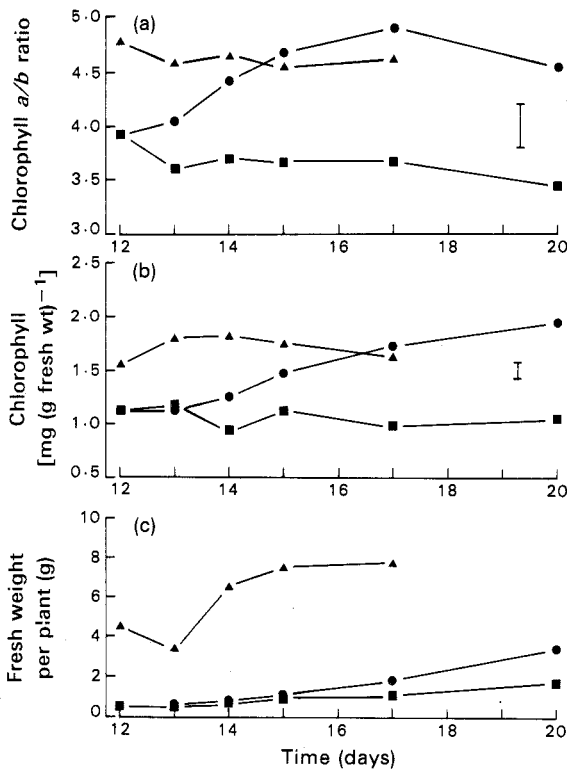 (a)
Chlorophyll a/b ratio
5·0
4·5
4·0
3·5
3·0
12 14 16 18 20
(b)
Chlorophyll
[mg (g fresh wt)⁻¹]
2·5
2·0
1·5
1·0
0·5
12 14 16 18 20
(c)
Fresh weight
per plant (g)
10
8
6
4
2
0
12 14 16 18 20
Time (days)